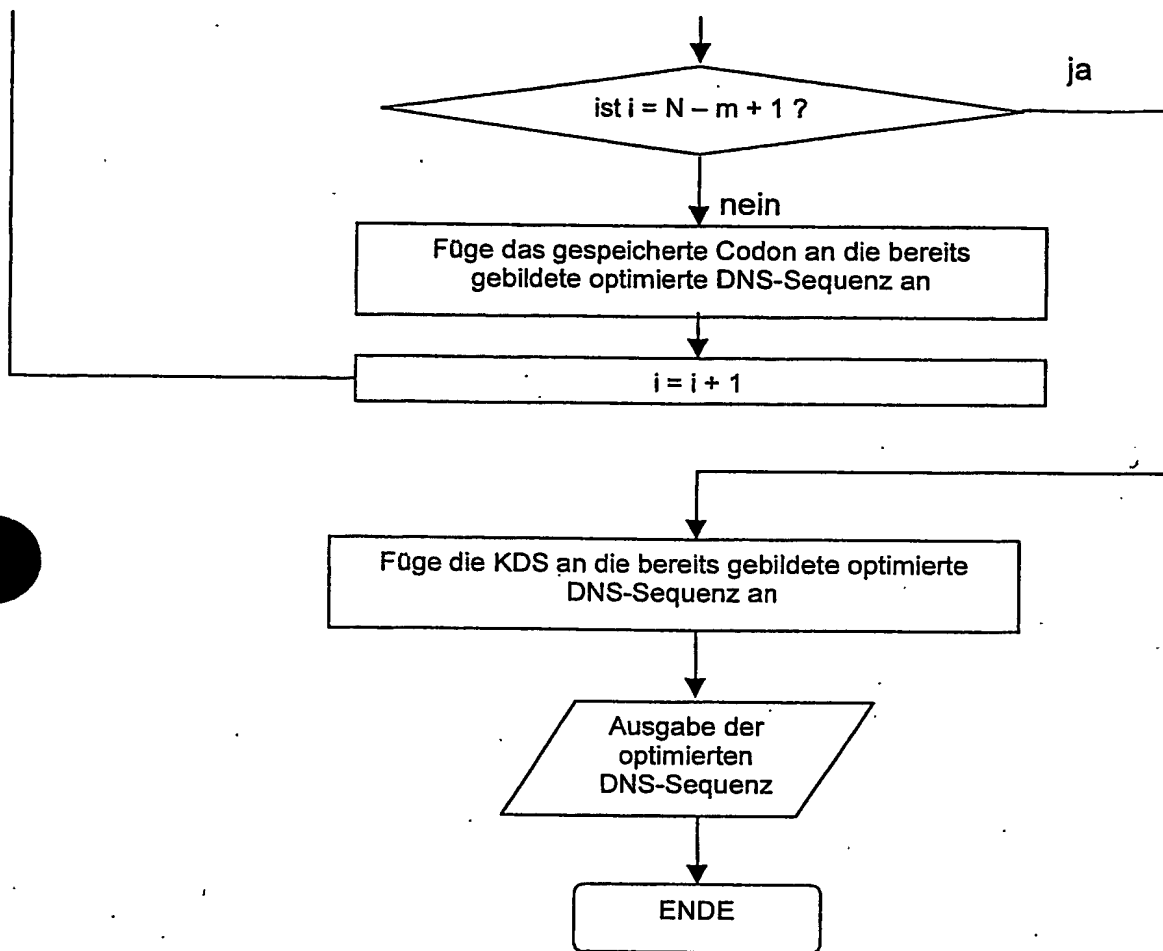 ja
ist i = N – m + 1 ?
nein
Füge das gespeicherte Codon an die bereits
gebildete optimierte DNS-Sequenz an
i = i + 1
Füge die KDS an die bereits gebildete optimierte
DNS-Sequenz an
Ausgabe der
optimierten
DNS-Sequenz
ENDE